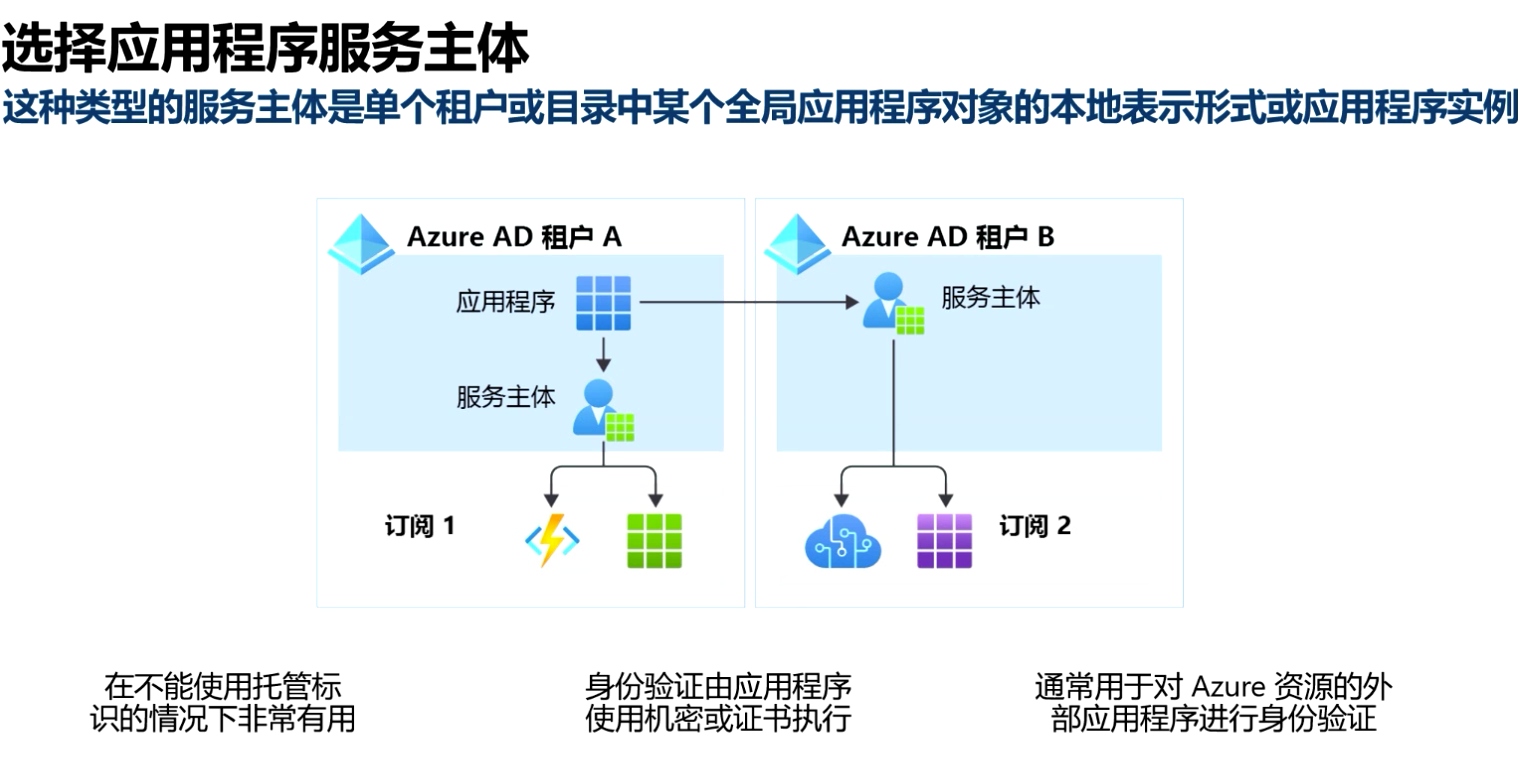 选择应用程序服务主体
这种类型的服务主体是单个租户或目录中某个全局应用程序对象的本地表示形式或应用程序实例
Azure AD 租户 A
Azure AD 租户 B
应用程序
服务主体
服务主体
订阅 1
订阅 2
在不能使用托管标
识的情况下非常有用
身份验证由应用程序
使用机密或证书执行
通常用于对 Azure 资源的外
部应用程序进行身份验证